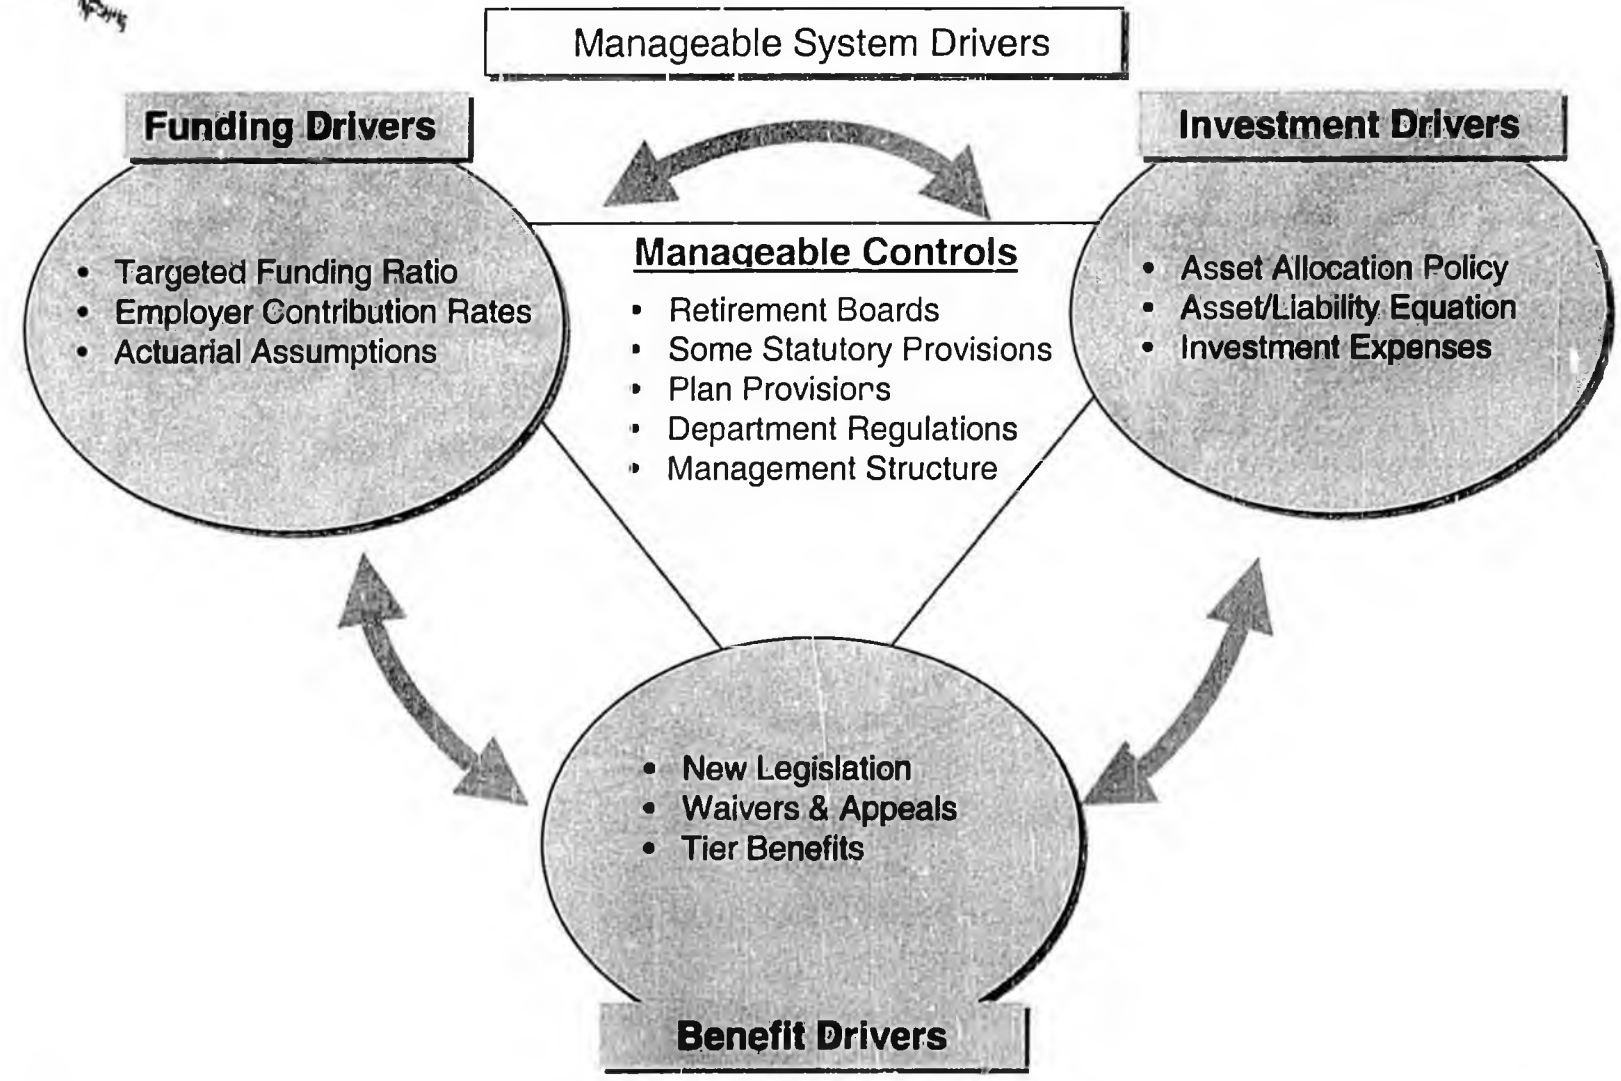 Manageable System Drivers
Funding Drivers
Investment Drivers
• Targeted Funding Ratio
• Employer Contribution Rates
• Actuarial Assumptions
Manageable Controls
• Retirement Boards
• Some Statutory Provisions
• Plan Provisions
• Department Regulations
• Management Structure
• Asset Allocation Policy
• Asset/Liability Equation
• Investment Expenses
• New Legislation
• Waivers & Appeals
• Tier Benefits
Benefit Drivers